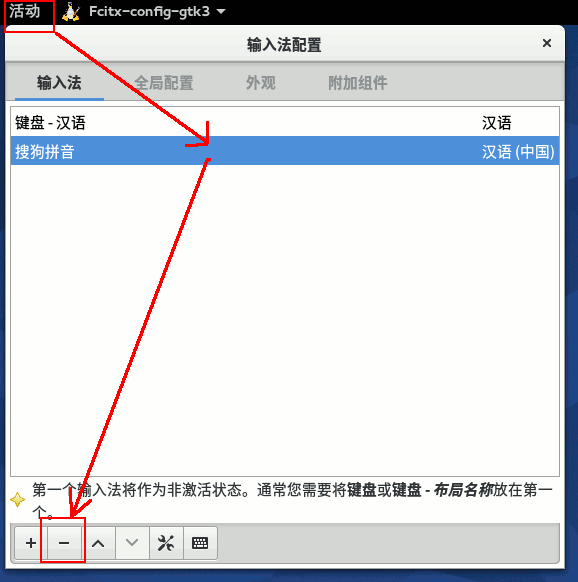 活动 Fcitx-config-gtk3
输入法配置
输入法 全局配置 外观 附加组件
键盘 - 汉语 汉语
搜狗拼音 汉语 (中国)
第一个输入法将作为非激活状态。通常您需要将键盘或键盘 - 布局名称放在第一
个。